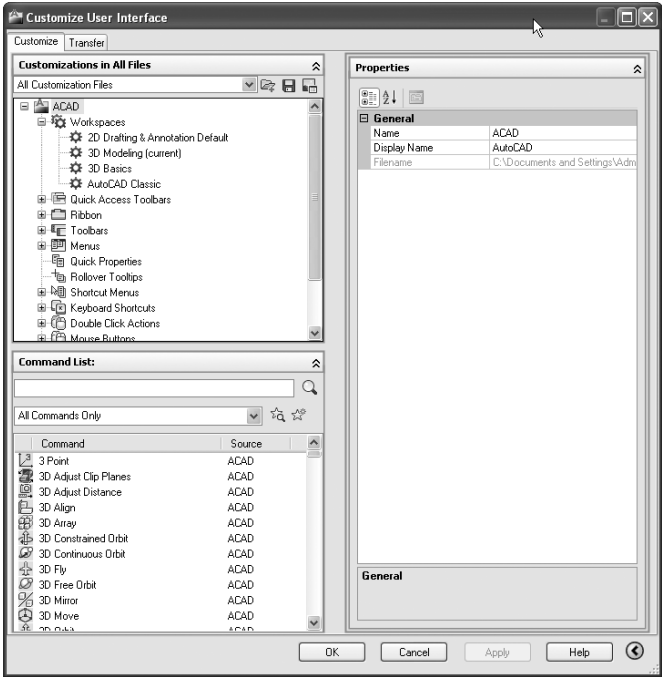 Customize User Interface
Customize Transfer
Customizations in All Files
All Customization Files
ACAD
Workspaces
2D Drafting & Annotation Default
3D Modeling (current)
3D Basics
AutoCAD Classic
Quick Access Toolbars
Ribbon
Toolbars
Menus
Quick Properties
Rollover Tooltips
Shortcut Menus
Keyboard Shortcuts
Double Click Actions
Mouse Buttons
Command List:
All Commands Only
Command Source
3 Point ACAD
3D Adjust Clip Planes ACAD
3D Adjust Distance ACAD
3D Align ACAD
3D Array ACAD
3D Constrained Orbit ACAD
3D Continuous Orbit ACAD
3D Fly ACAD
3D Free Orbit ACAD
3D Mirror ACAD
3D Move ACAD
3D Orbit ACAD
Properties
General
Name ACAD
Display Name AutoCAD
Filename C:\Documents and Settings\Adm
General
OK Cancel Apply Help